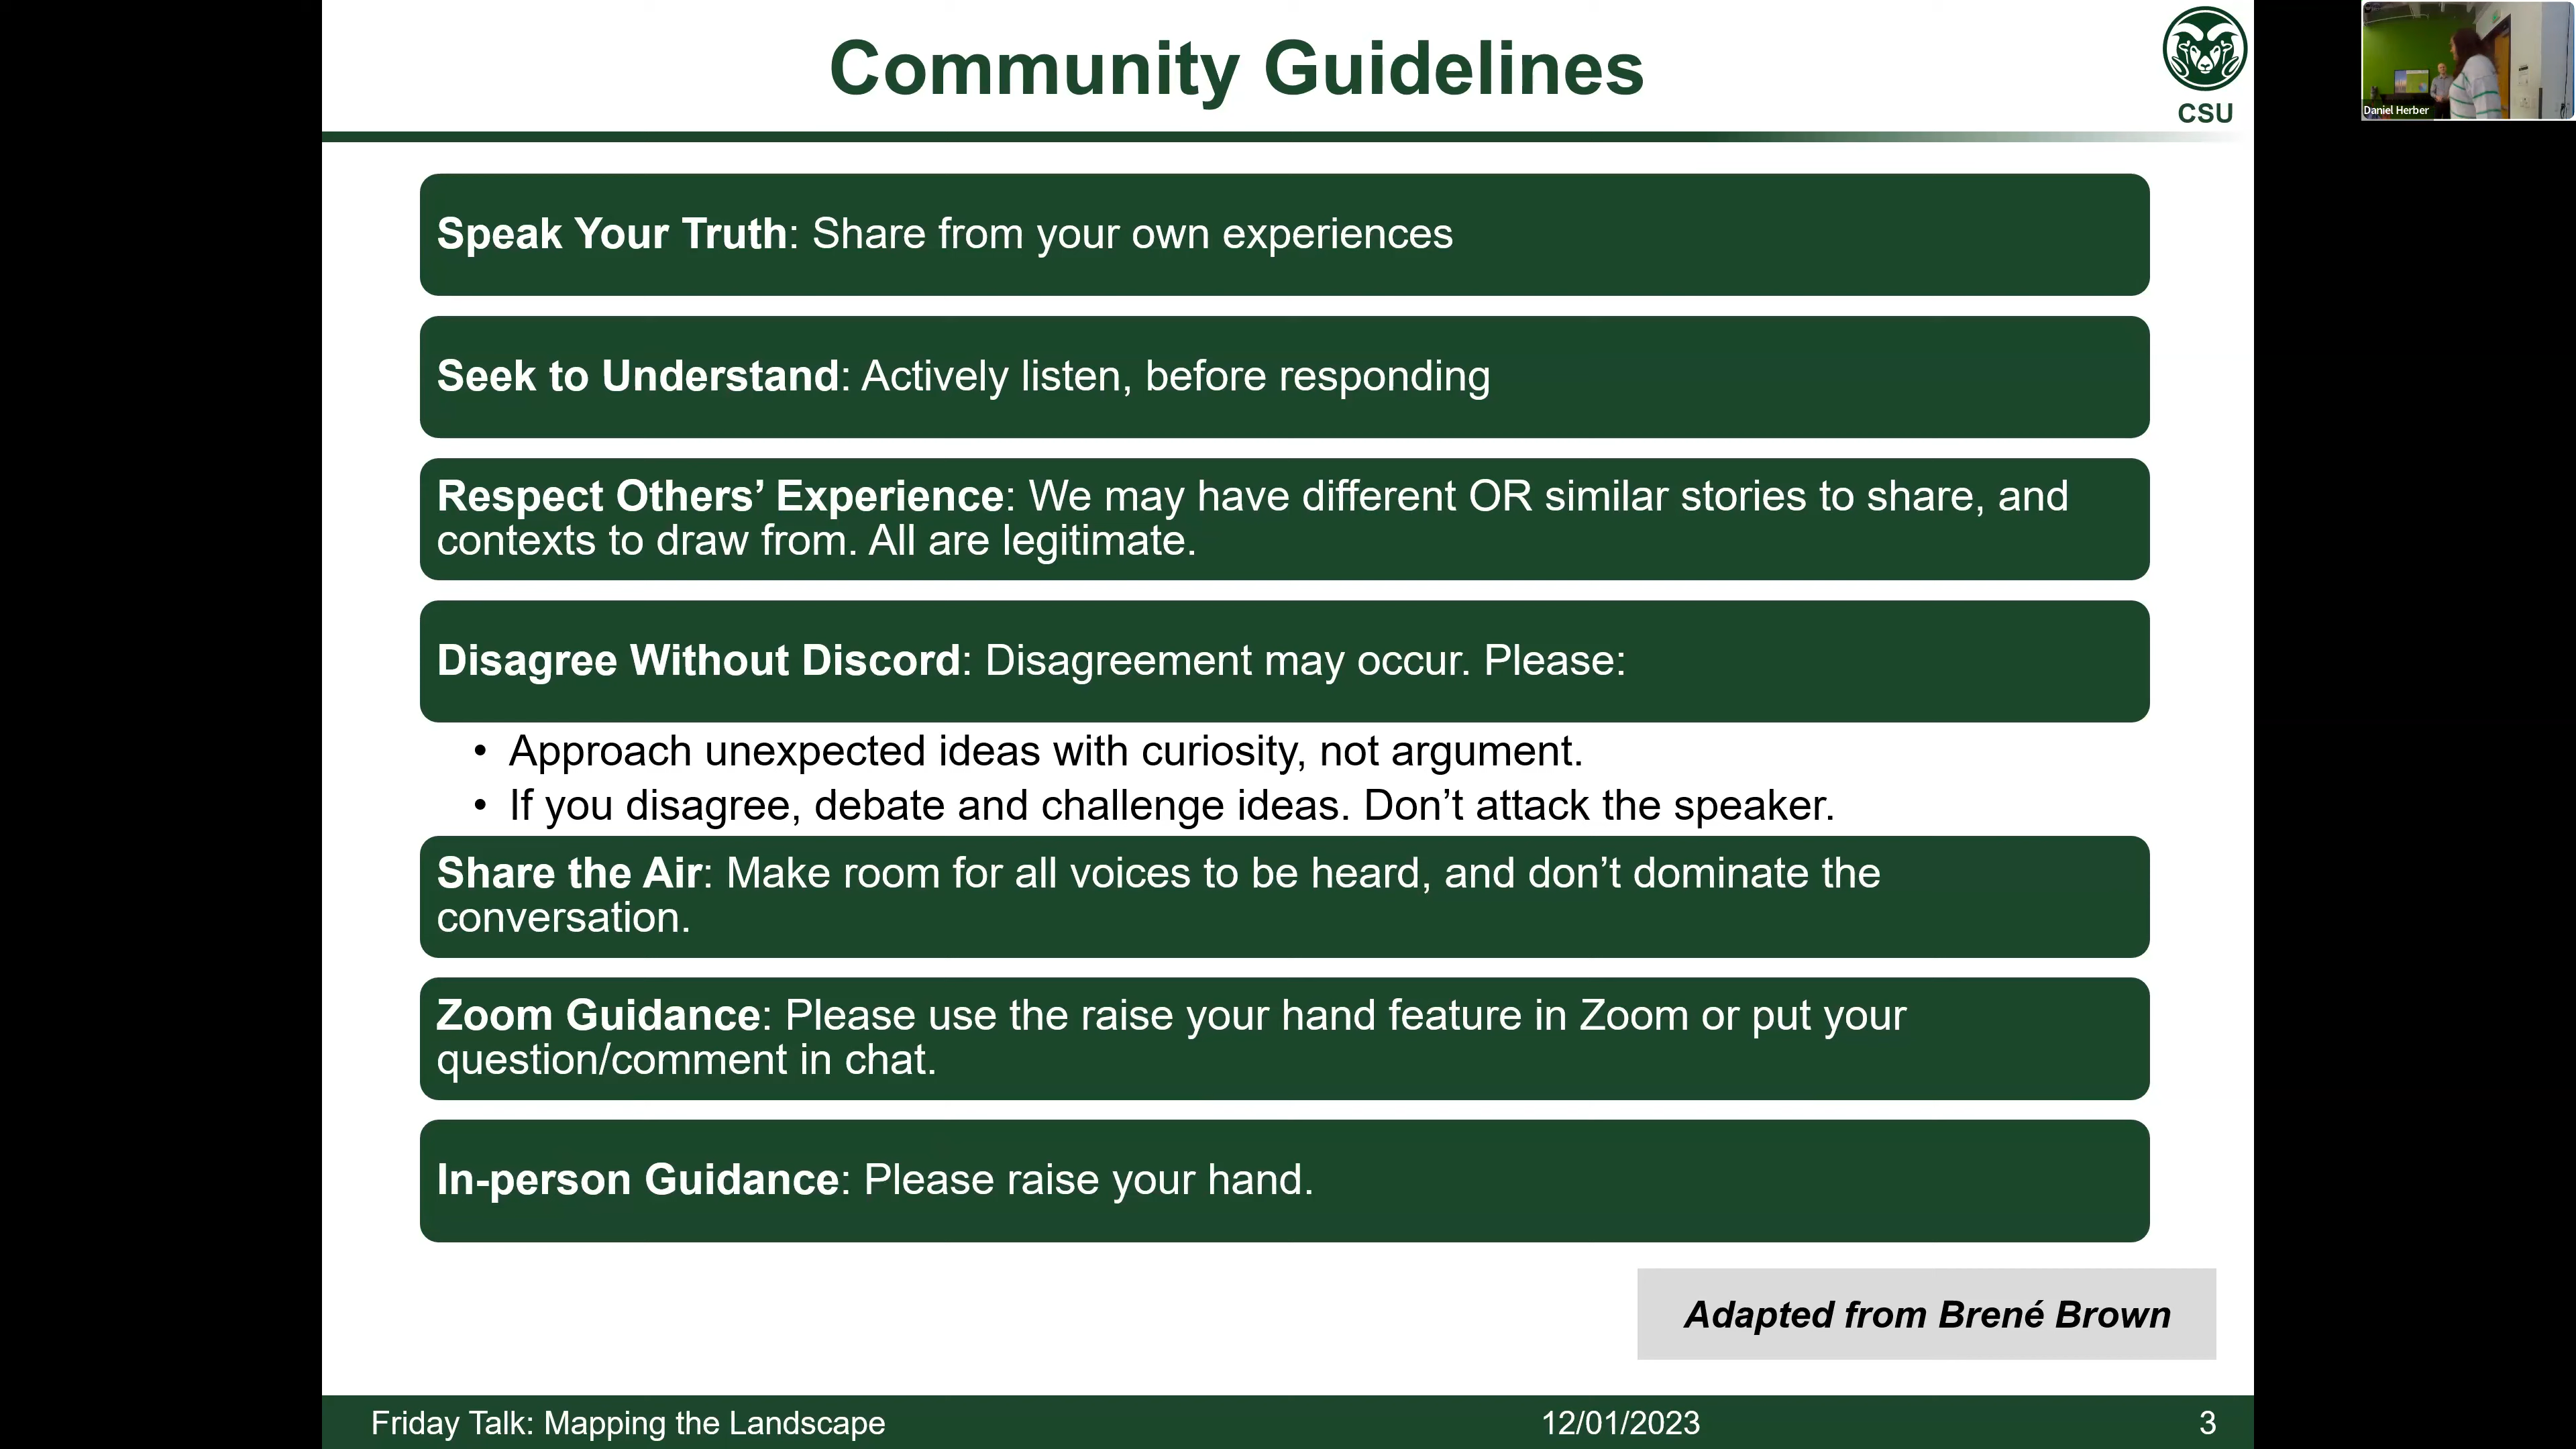 Community Guidelines
CSU
Daniel Herber
Speak Your Truth: Share from your own experiences
Seek to Understand: Actively listen, before responding
Respect Others’ Experience: We may have different OR similar stories to share, and
contexts to draw from. All are legitimate.
Disagree Without Discord: Disagreement may occur. Please:
• Approach unexpected ideas with curiosity, not argument.
• If you disagree, debate and challenge ideas. Don’t attack the speaker.
Share the Air: Make room for all voices to be heard, and don’t dominate the
conversation.
Zoom Guidance: Please use the raise your hand feature in Zoom or put your
question/comment in chat.
In-person Guidance: Please raise your hand.
Adapted from Brené Brown
Friday Talk: Mapping the Landscape
12/01/2023
3